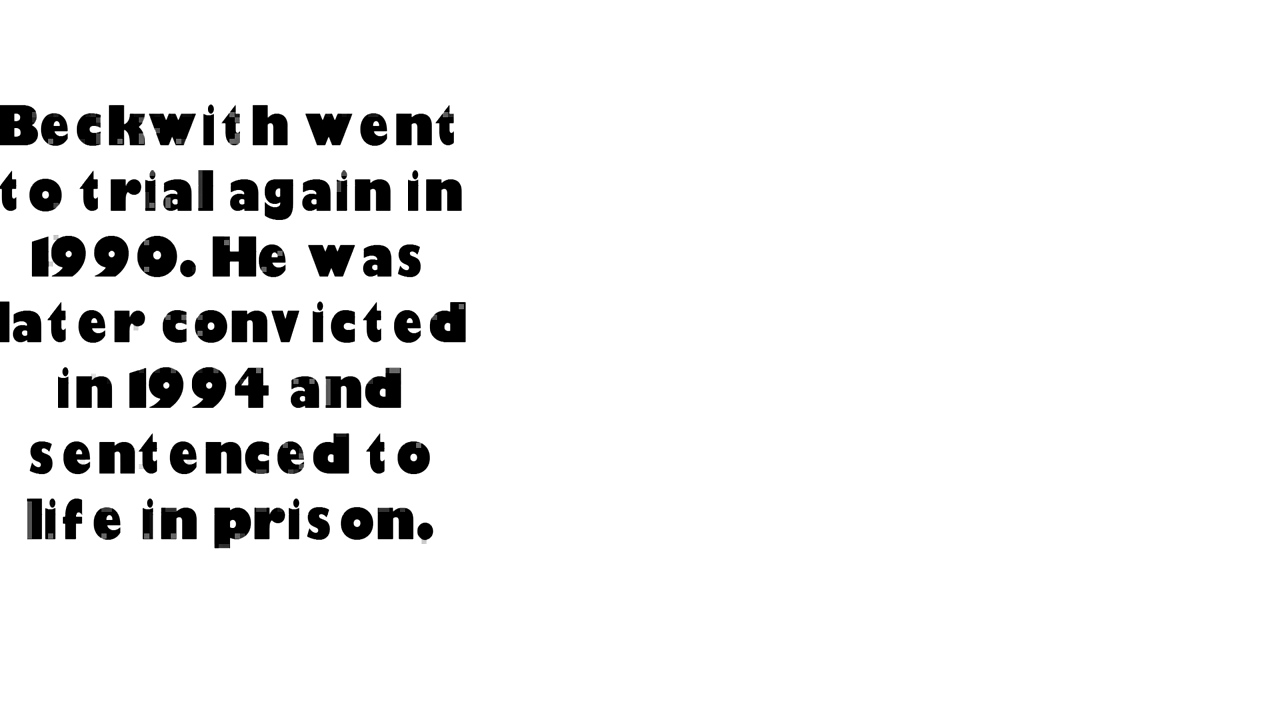 Beckwith went
to trial again in
1990. He was
later convicted
in 1994 and
sentenced to
life in prison.